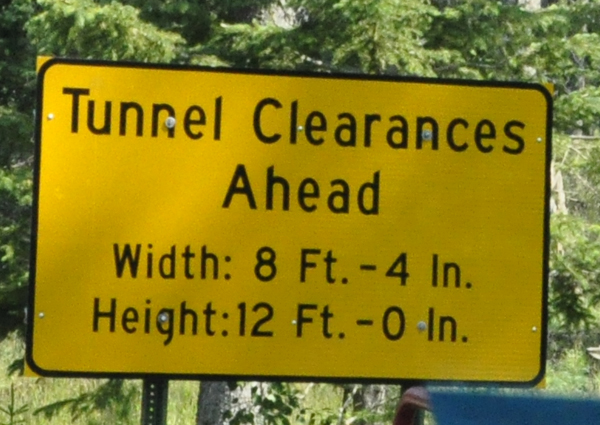 Tunnel Clearances
Ahead
Width: 8 Ft.-4 In.
Height:12 Ft.-0 In.